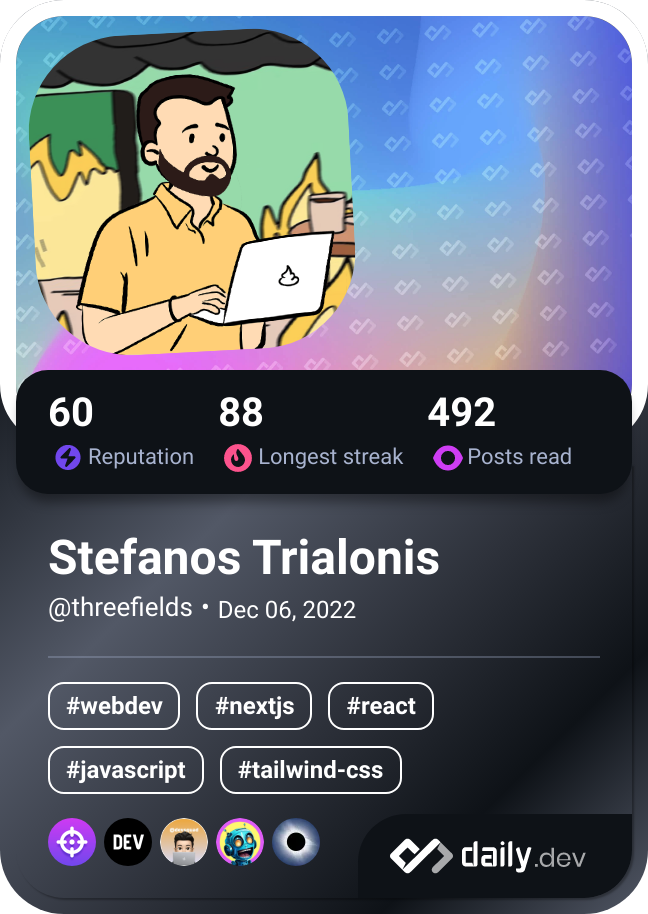 60 88 492
Reputation Longest streak Posts read
Stefanos Trialonis
@threefields • Dec 06, 2022
#webdev #nextjs #react
#javascript #tailwind-css
DEV
daily.dev